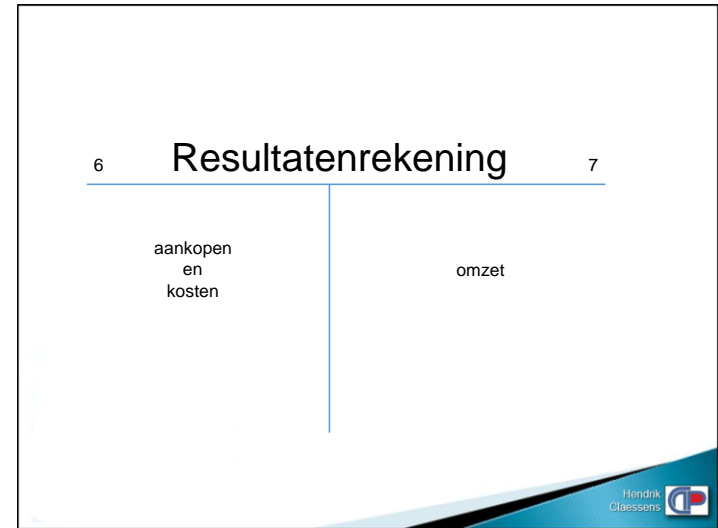 6 Resultatenrekening 7
aankopen
en
kosten
omzet
Hendrik
Claessens